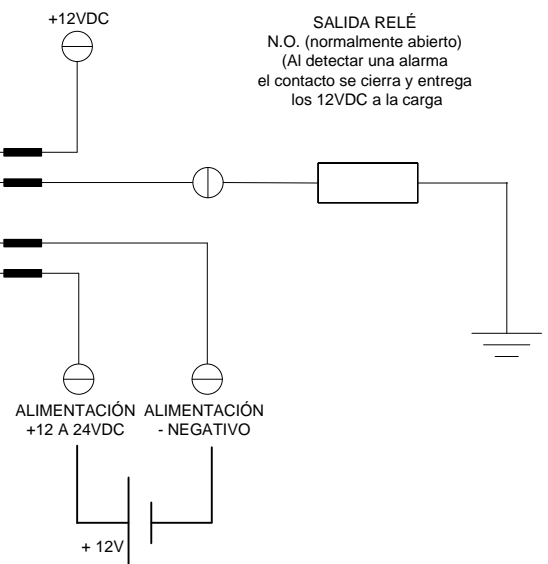 +12VDC
SALIDA RELÉ
N.O. (normalmente abierto)
(Al detectar una alarma
el contacto se cierra y entrega
los 12VDC a la carga
ALIMENTACIÓN
+12 A 24VDC
ALIMENTACIÓN
- NEGATIVO
+ 12V